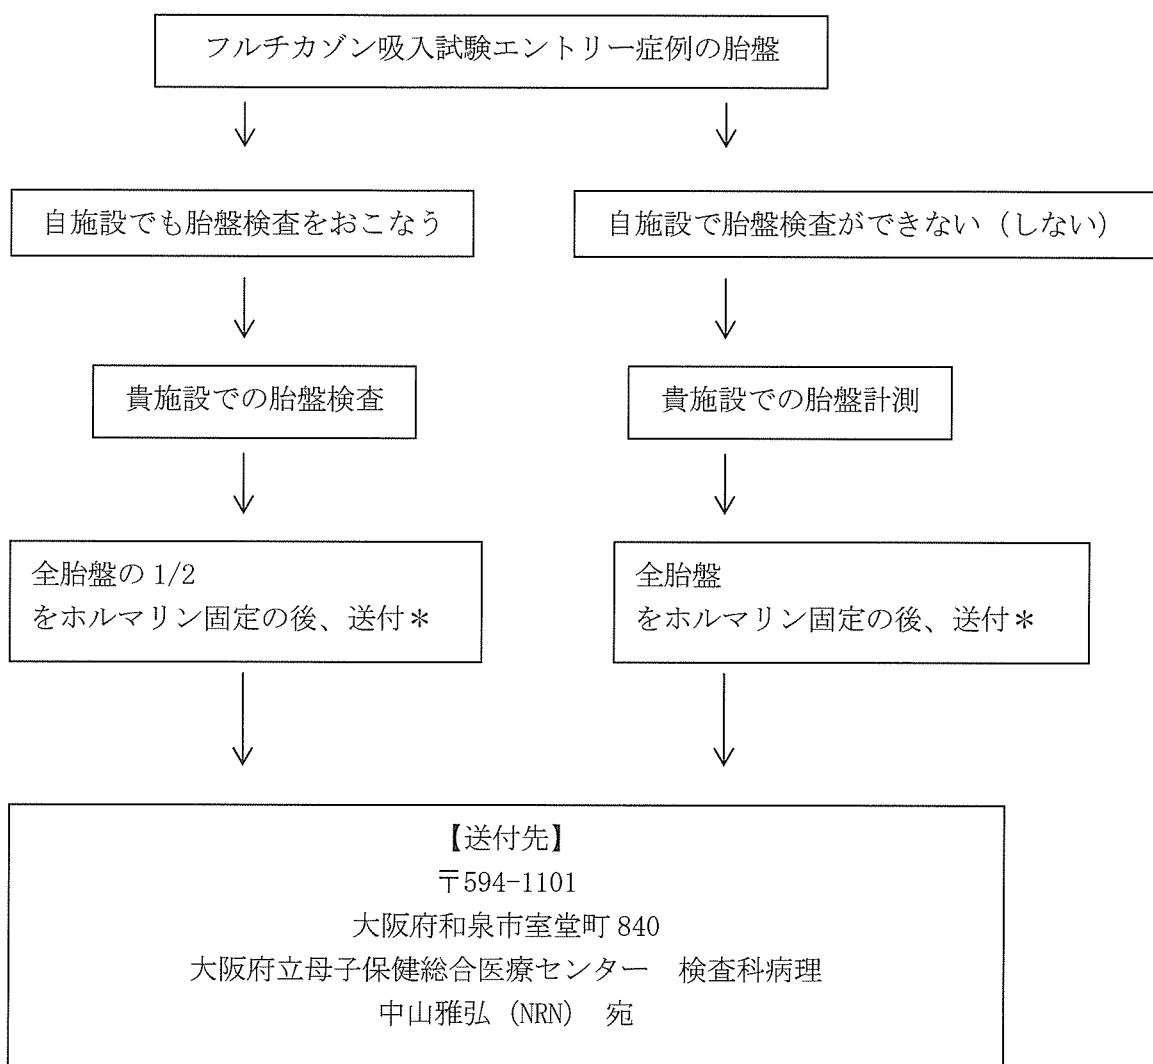 フルチカゾン吸入試験エントリー症例の胎盤
自施設でも胎盤検査をおこなう
自施設で胎盤検査ができない（しない）
貴施設での胎盤検査
貴施設での胎盤計測
全胎盤の 1/2
をホルマリン固定の後、送付＊
全胎盤
をホルマリン固定の後、送付＊
【送付先】
〒594-1101
大阪府和泉市室堂町 840
大阪府立母子保健総合医療センター　検査科病理
中山雅弘（NRN）　宛